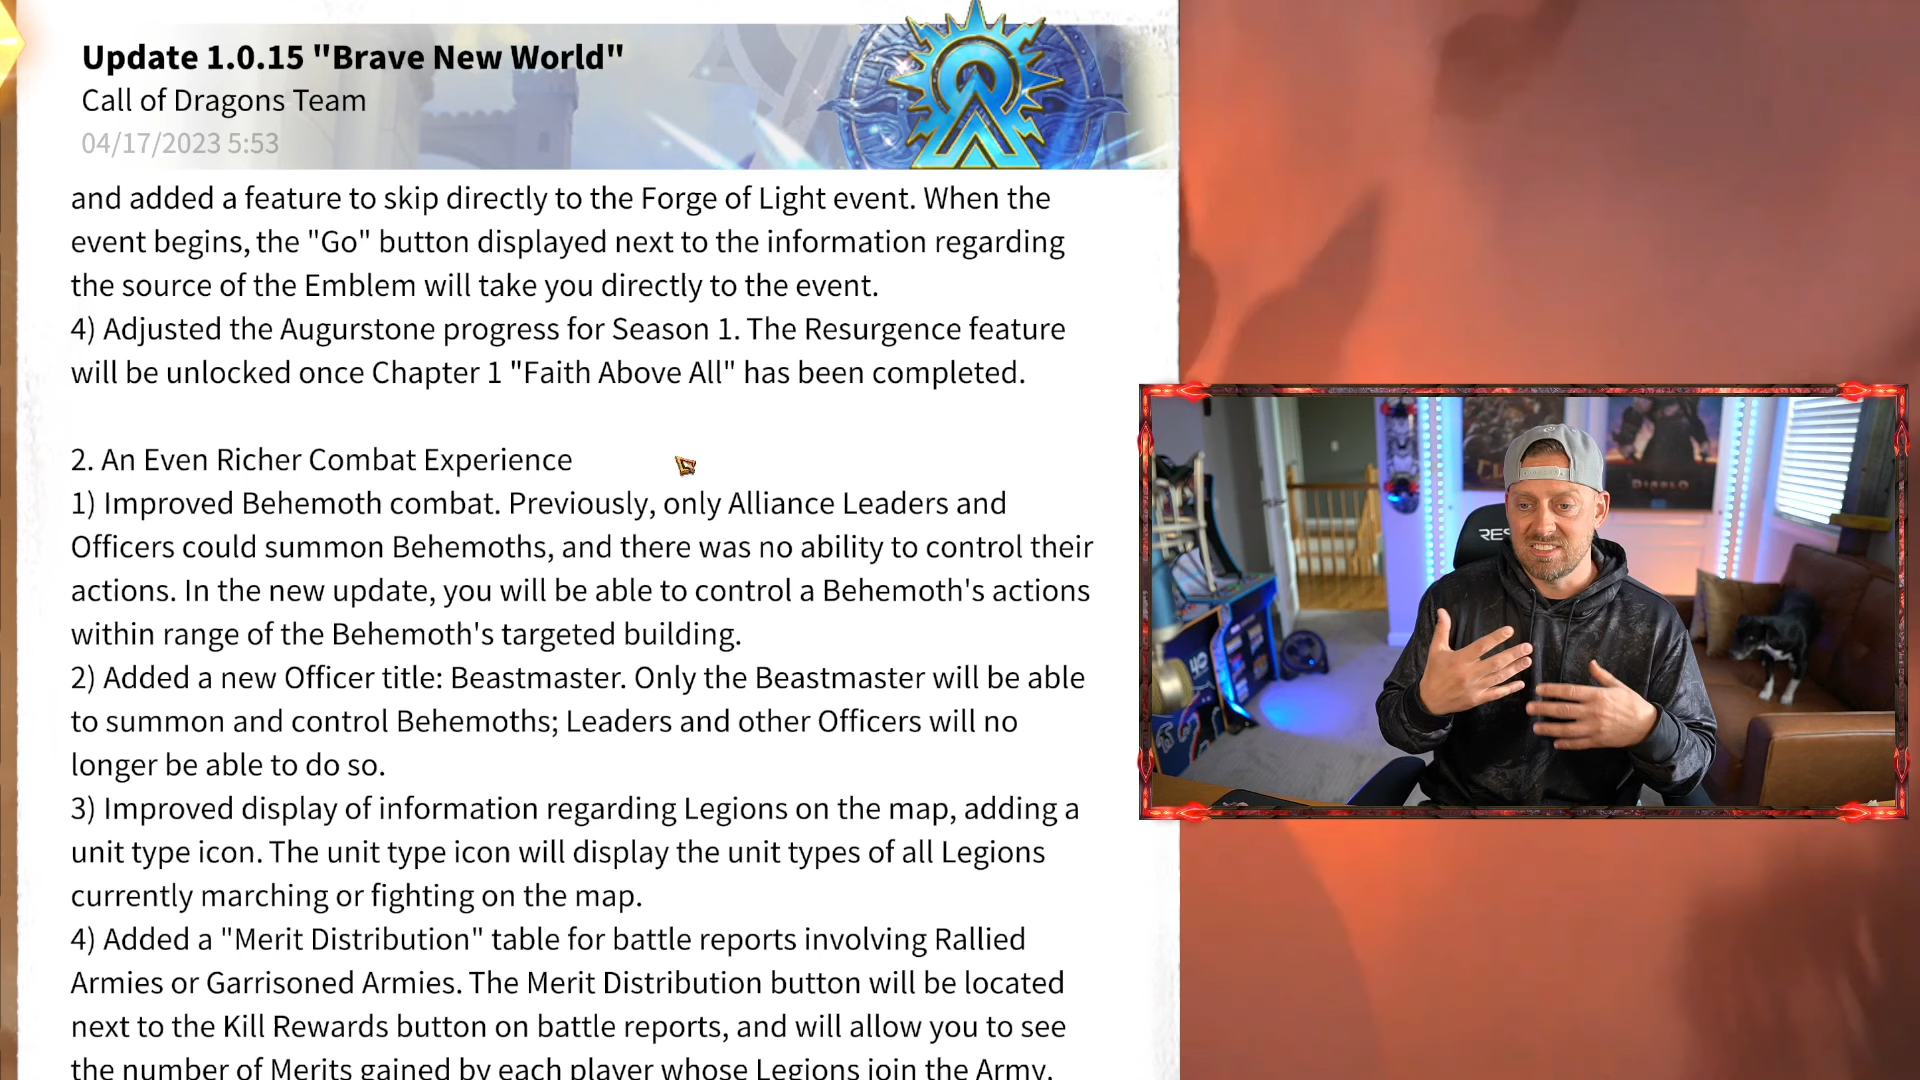 Update 1.0.15 "Brave New World"
Call of Dragons Team
04/17/2023 5:53
and added a feature to skip directly to the Forge of Light event. When the
event begins, the "Go" button displayed next to the information regarding
the source of the Emblem will take you directly to the event.
4) Adjusted the Augurstone progress for Season 1. The Resurgence feature
will be unlocked once Chapter 1 "Faith Above All" has been completed.
2. An Even Richer Combat Experience
1) Improved Behemoth combat. Previously, only Alliance Leaders and
Officers could summon Behemoths, and there was no ability to control their
actions. In the new update, you will be able to control a Behemoth's actions
within range of the Behemoth's targeted building.
2) Added a new Officer title: Beastmaster. Only the Beastmaster will be able
to summon and control Behemoths; Leaders and other Officers will no
longer be able to do so.
3) Improved display of information regarding Legions on the map, adding a
unit type icon. The unit type icon will display the unit types of all Legions
currently marching or fighting on the map.
4) Added a "Merit Distribution" table for battle reports involving Rallied
Armies or Garrisoned Armies. The Merit Distribution button will be located
next to the Kill Rewards button on battle reports, and will allow you to see
the number of Merits gained by each player whose Legions join the Army.
DIABLO
RES